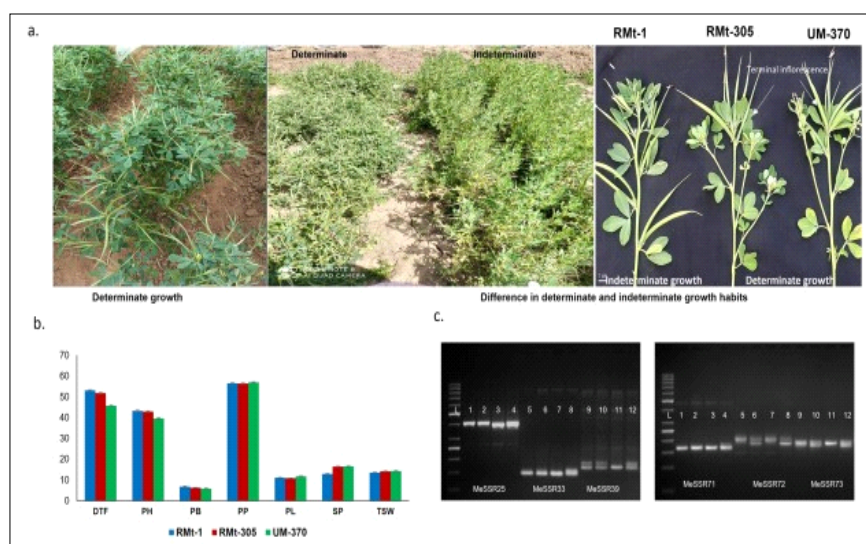 a.
RMt-1 RMt-305 UM-370
Determinate Indeterminate
Terminal inflorescence
Indeterminate growth Determinate growth
Determinate growth Difference in determinate and indeterminate growth habits
b.
70
60
50
40
30
20
10
0
DTF PH PB PP PL SP TSW
RMt-1 RMt-305 UM-370
c.
L 1 2 3 4 5 6 7 8 9 10 11 12
MeSSR25 MeSSR33 MeSSR39
L 1 2 3 4 5 6 7 8 9 10 11 12
MeSSR71 MeSSR72 MeSSR73